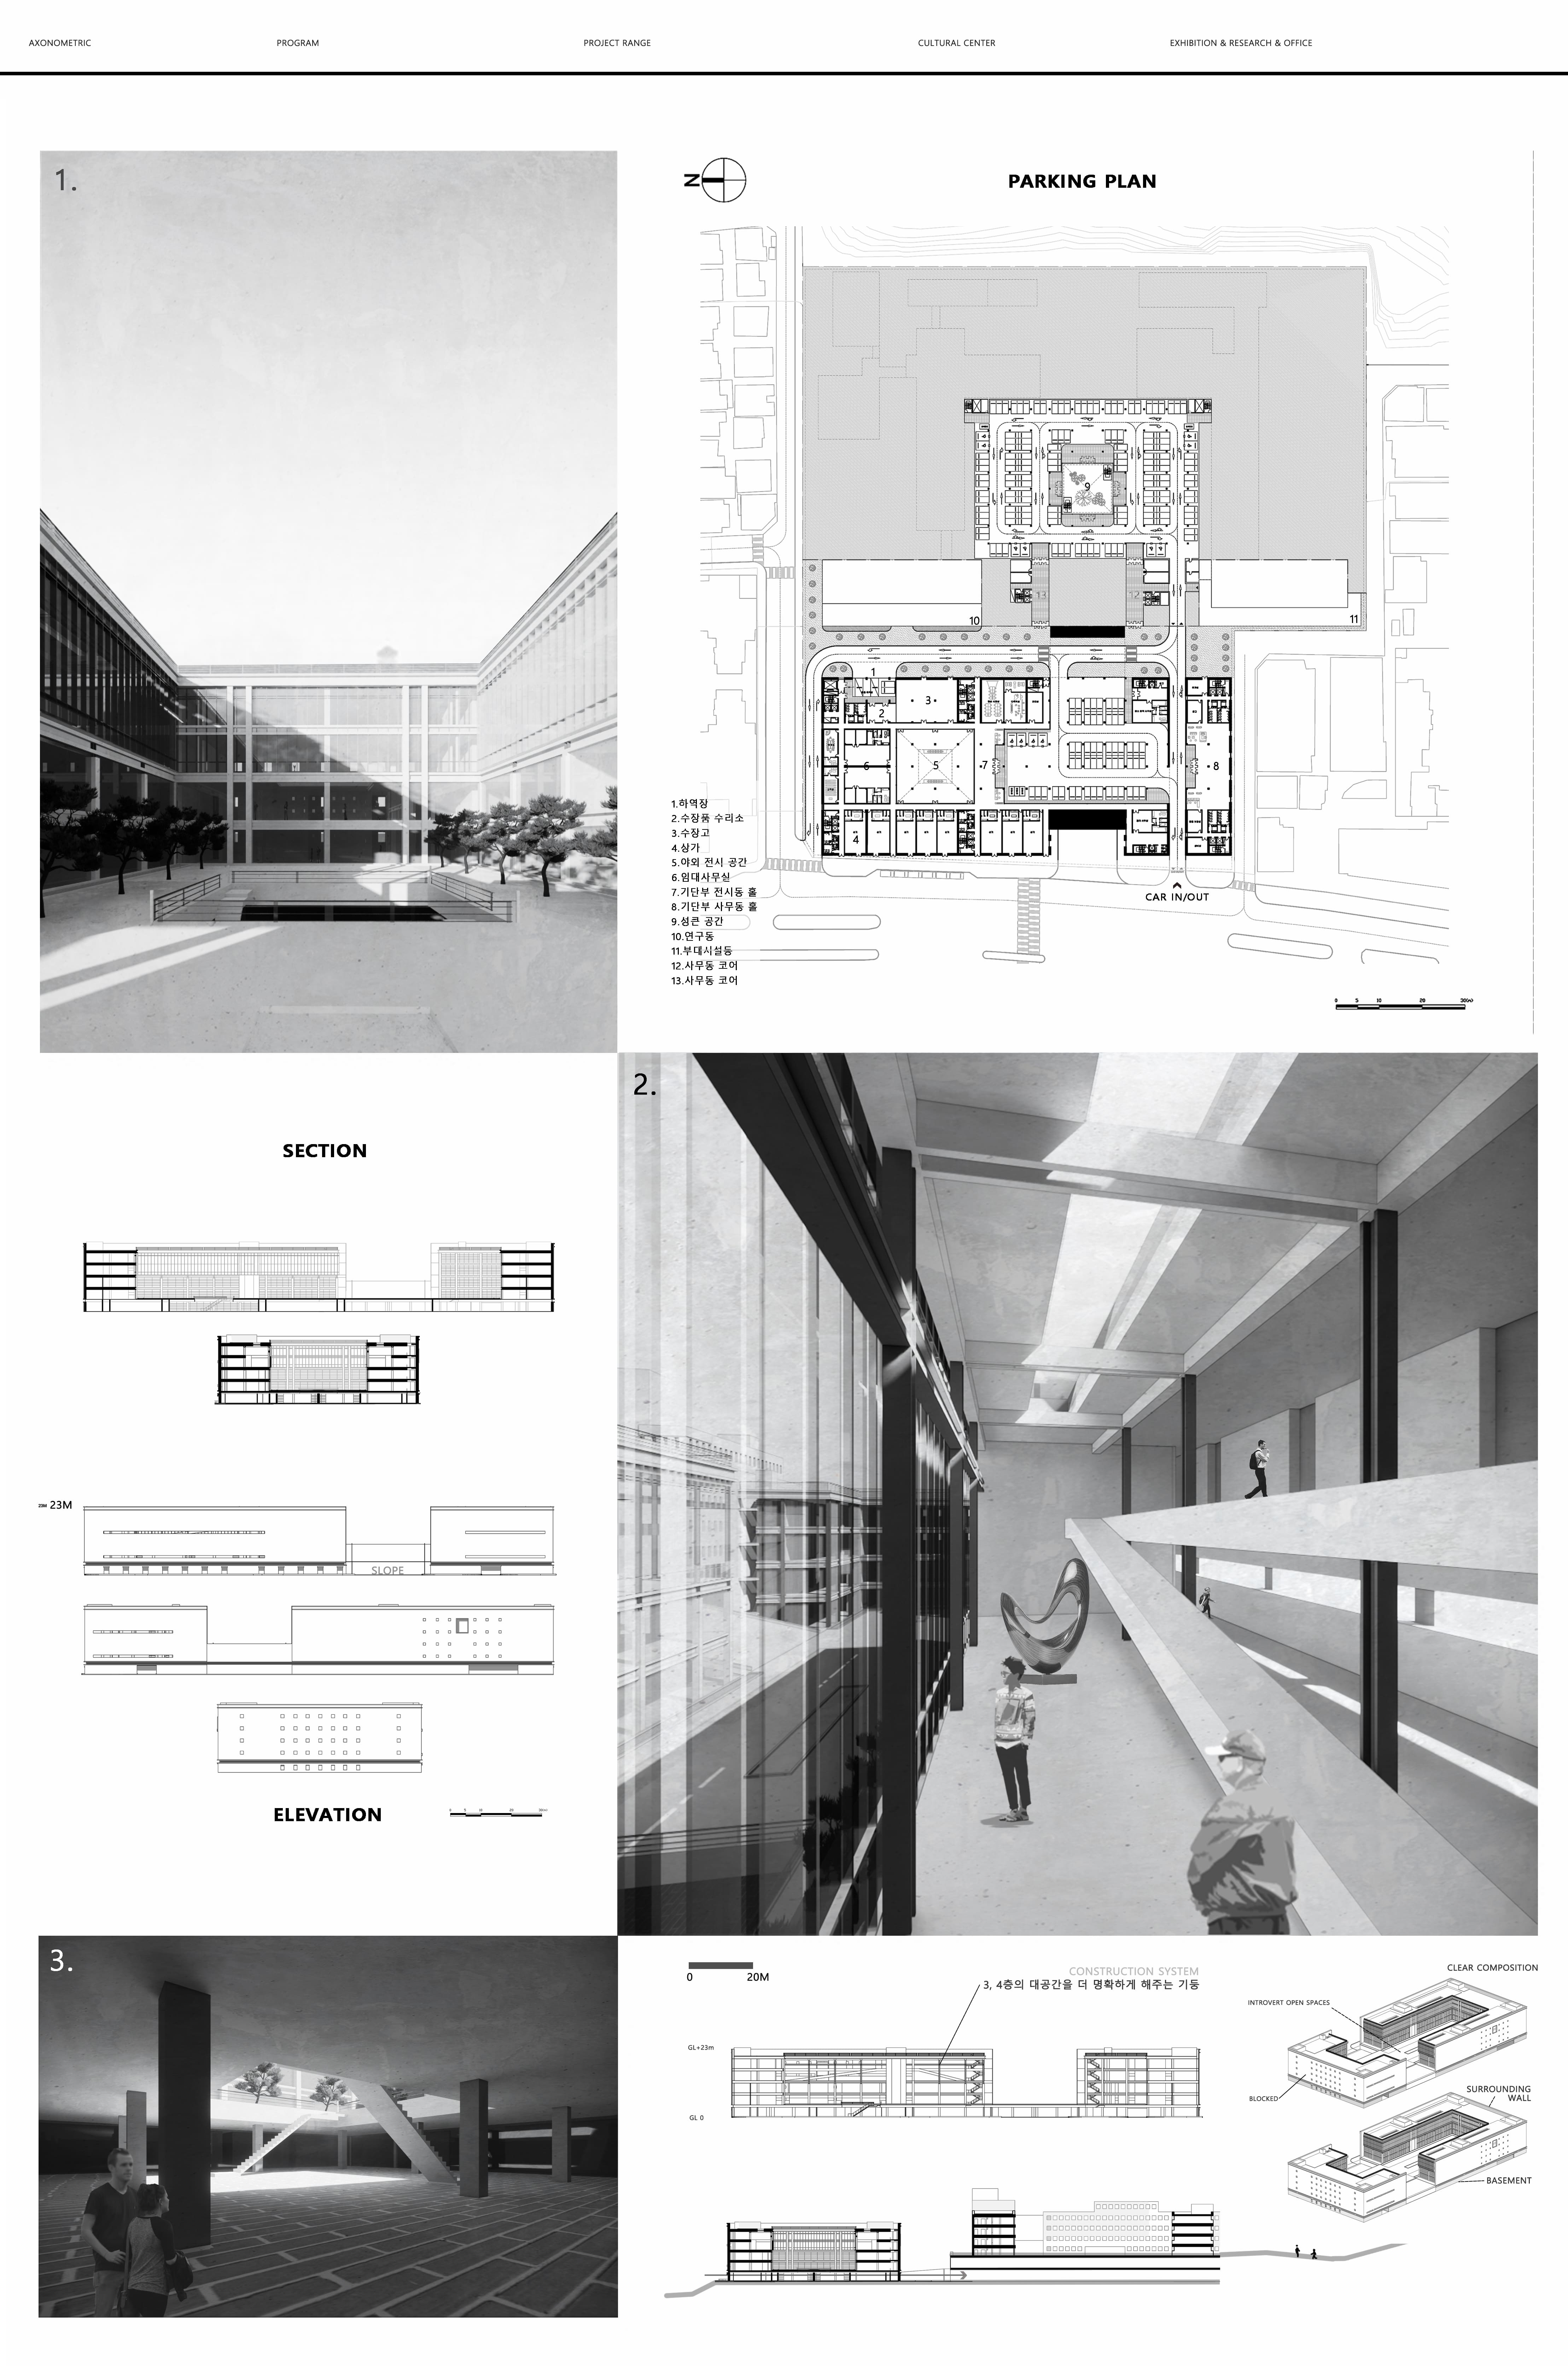 AXONOMETRIC
PROGRAM
PROJECT RANGE
CULTURAL CENTER
EXHIBITION & RESEARCH & OFFICE
1.
N
PARKING PLAN
9
13
12
10
11
1
2
3
5
6
7
8
4
1.하역장
2.수장품 수리소
3.수장고
4.상가
5.야외 전시 공간
6.임대사무실
7.기단부 전시동 홀
8.기단부 사무동 홀
9.섬큰 공간
10.연구동
11.부대시설동
12.사무동 코어
13.사무동 코어
CAR IN/OUT
0 5 10 20 30(m)
SECTION
2.
23M
SLOPE
ELEVATION
0 5 10 20
3.
0 20M
CONSTRUCTION SYSTEM
3, 4층의 대공간을 더 명확하게 해주는 기둥
GL+23m
GL 0
CLEAR COMPOSITION
INTROVERT OPEN SPACES
BLOCKED
SURROUNDING
WALL
BASEMENT